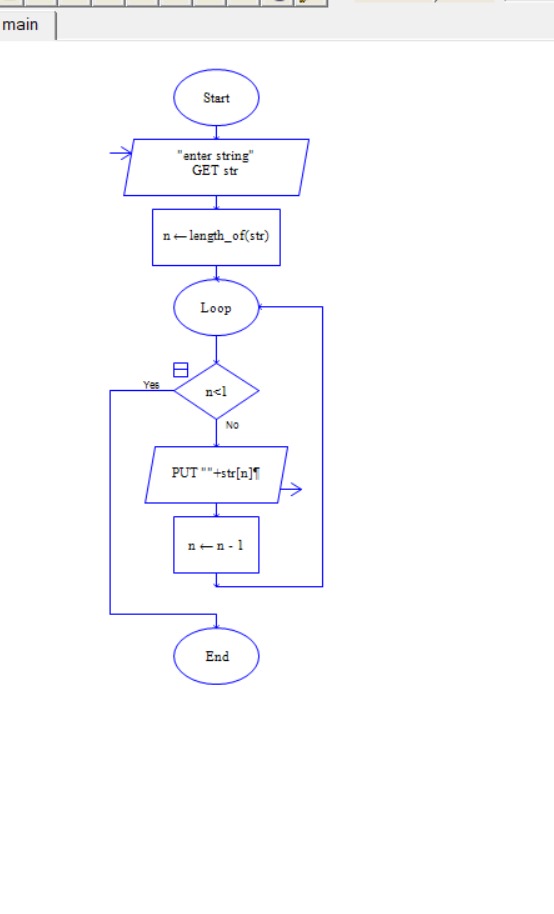 main
Start
"enter string"
GET str
n ← length_of(str)
Loop
Yes
n<1
No
PUT ""+str[n]¶
n ← n - 1
End